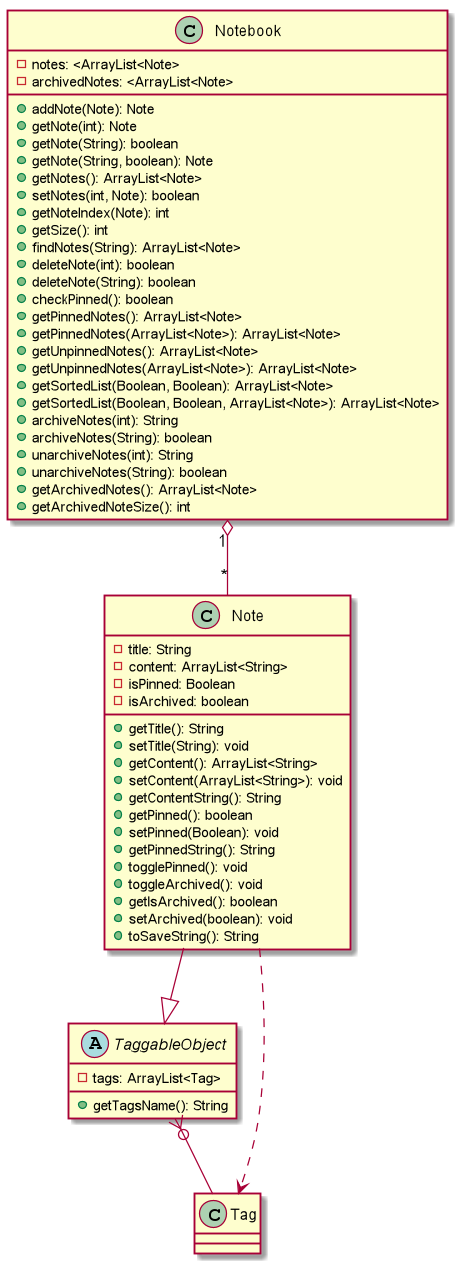 C Notebook
notes: <ArrayList<Note>
archivedNotes: <ArrayList<Note>
addNote(Note): Note
getNote(int): Note
getNote(String): boolean
getNote(String, boolean): Note
getNotes(): ArrayList<Note>
setNotes(int, Note): boolean
getNoteIndex(Note): int
getSize(): int
findNotes(String): ArrayList<Note>
deleteNote(int): boolean
deleteNote(String): boolean
checkPinned(): boolean
getPinnedNotes(): ArrayList<Note>
getPinnedNotes(ArrayList<Note>): ArrayList<Note>
getUnpinnedNotes(): ArrayList<Note>
getUnpinnedNotes(ArrayList<Note>): ArrayList<Note>
getSortedList(Boolean, Boolean): ArrayList<Note>
getSortedList(Boolean, Boolean, ArrayList<Note>): ArrayList<Note>
archiveNotes(int): String
archiveNotes(String): boolean
unarchiveNotes(int): String
unarchiveNotes(String): boolean
getArchivedNotes(): ArrayList<Note>
getArchivedNoteSize(): int
1
*
C Note
title: String
content: ArrayList<String>
isPinned: Boolean
isArchived: boolean
getTitle(): String
setTitle(String): void
getContent(): ArrayList<String>
setContent(ArrayList<String>): void
getContentString(): String
getPinned(): boolean
setPinned(Boolean): void
getPinnedString(): String
togglePinned(): void
toggleArchived(): void
getIsArchived(): boolean
setArchived(boolean): void
toSaveString(): String
A TaggableObject
tags: ArrayList<Tag>
getTagsName(): String
C Tag